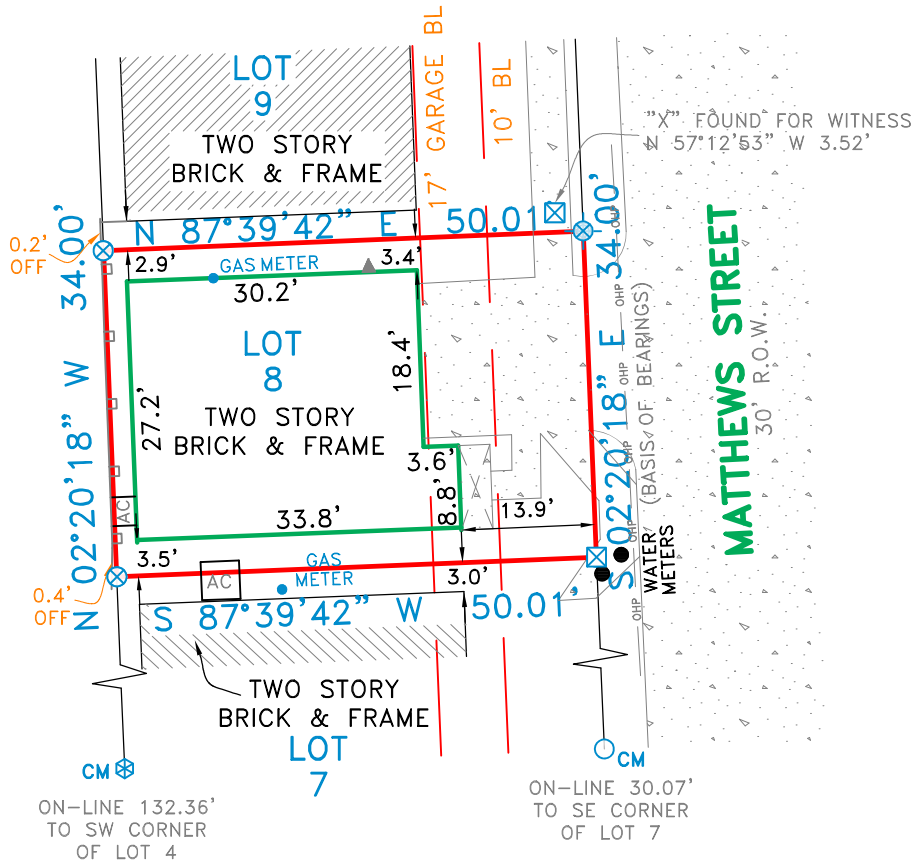 LOT
9
TWO STORY
BRICK & FRAME
17' GARAGE BL
10' BL
"X" FOUND FOR WITNESS
N 57°12'53" W 3.52'
0.2'
OFF
34.00'
N 87°39'42" E 50.01'
34.00'
2.9'
GAS METER
3.4'
30.2'
LOT
8
TWO STORY
BRICK & FRAME
18.4'
27.2'
3.6'
8.8'
33.8'
13.9'
N 02°20'18" W
S 02°20'18" E
(BASIS OF BEARINGS)
OHP
OHP
OHP
OHP
OHP
OHP
OHP
MATTHEWS STREET
30' R.O.W.
AC
3.5'
GAS
METER
3.0'
AC
WATER
METERS
0.4'
OFF
S 87°39'42" W 50.01'
TWO STORY
BRICK & FRAME
LOT
7
CM
CM
ON-LINE 132.36'
TO SW CORNER
OF LOT 4
ON-LINE 30.07'
TO SE CORNER
OF LOT 7